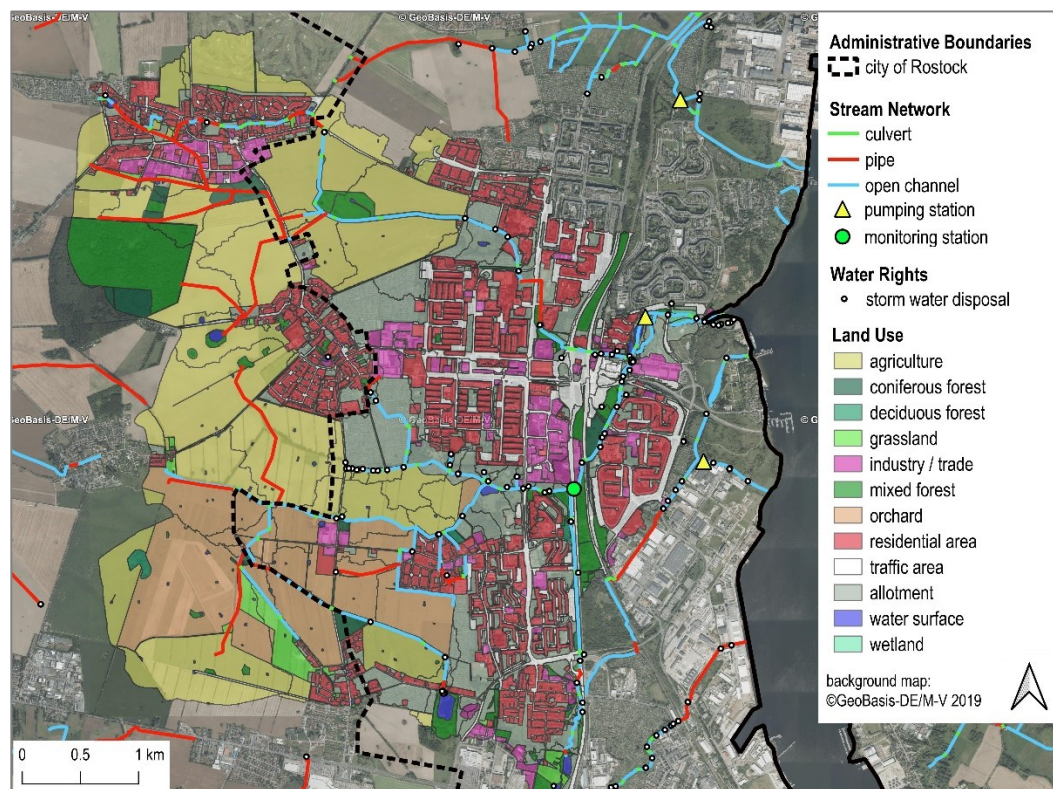 © GeoBasis-DE/M-V
© GeoBasis-DE/M-V
© Ge
GeoBasis-DE/M-V
© GeoBasis-DE/M-V
© G
Administrative Boundaries
city of Rostock
Stream Network
culvert
pipe
open channel
pumping station
monitoring station
Water Rights
storm water disposal
Land Use
agriculture
coniferous forest
deciduous forest
grassland
industry / trade
mixed forest
orchard
residential area
traffic area
allotment
water surface
wetland
background map:
©GeoBasis-DE/M-V 2019
0 0.5 1 km